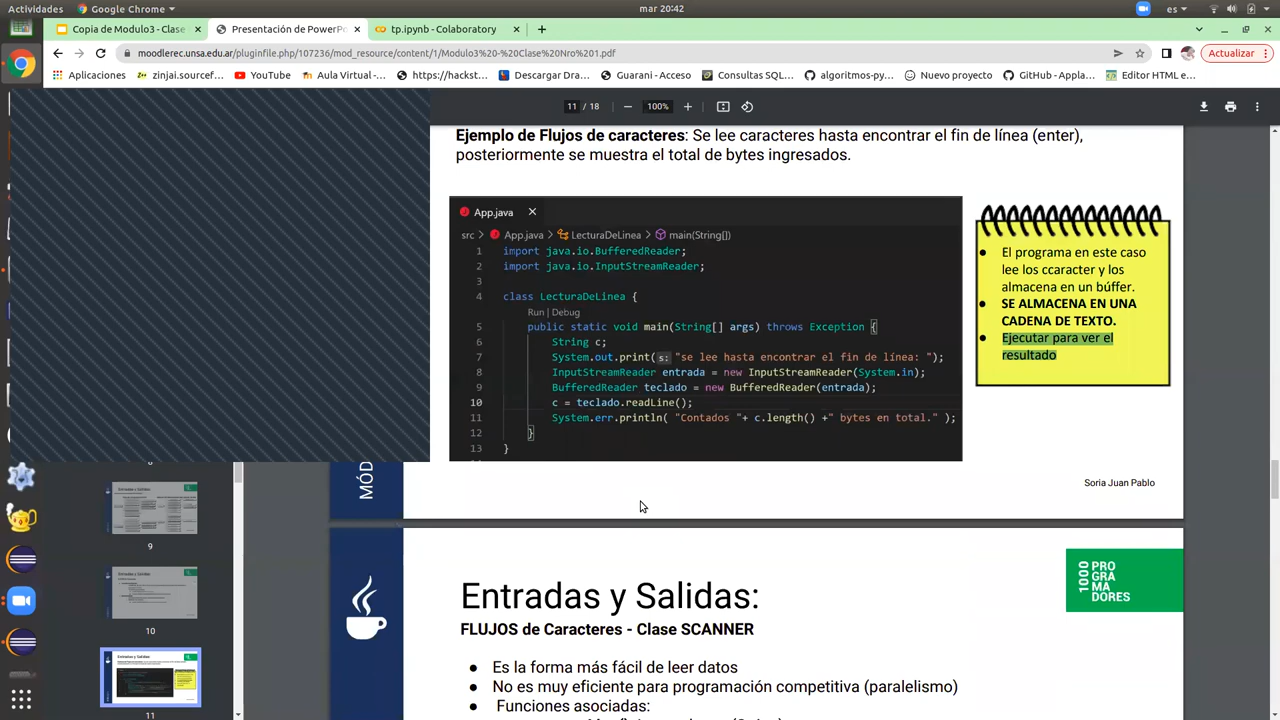 Actividades
Google Chrome
mar 20:42
es
Copia de Modulo3 - Clase
Presentación de PowerPo
tp.ipynb - Colaboratory
moodlerec.unsa.edu.ar/pluginfile.php/107236/mod_resource/content/1/Modulo3%20-%20Clase%20Nro%201.pdf
Actualizar
Aplicaciones
zinjai.sourcef...
YouTube
Aula Virtual -...
https://hackst...
Descargar Dra...
Guarani - Acceso
Consultas SQL...
algoritmos-py...
Nuevo proyecto
GitHub - Appla...
Editor HTML e...
11 / 18
100%
Ejemplo de Flujos de caracteres: Se lee caracteres hasta encontrar el fin de línea (enter),
posteriormente se muestra el total de bytes ingresados.
App.java
src > App.java > LecturaDeLinea > main(String[])
1 import java.io.BufferedReader;
2 import java.io.InputStreamReader;
3
4 class LecturaDeLinea {
Run | Debug
5 public static void main(String[] args) throws Exception {
6 String c;
7 System.out.print(s: "se lee hasta encontrar el fin de línea: ");
8 InputStreamReader entrada = new InputStreamReader(System.in);
9 BufferedReader teclado = new BufferedReader(entrada);
10 c = teclado.readLine();
11 System.err.println( "Contados "+ c.length() +" bytes en total." );
12 }
13 }
El programa en este caso
lee los ccaracter y los
almacena en un búffer.
SE ALMACENA EN UNA
CADENA DE TEXTO.
Ejecutar para ver el
resultado
MÓD
Soria Juan Pablo
9
10
11
1000
PRO
GRA
MA
DORES
Entradas y Salidas:
FLUJOS de Caracteres - Clase SCANNER
● Es la forma más fácil de leer datos
● No es muy eficiente para programación competitiva (paralelismo)
● Funciones asociadas: